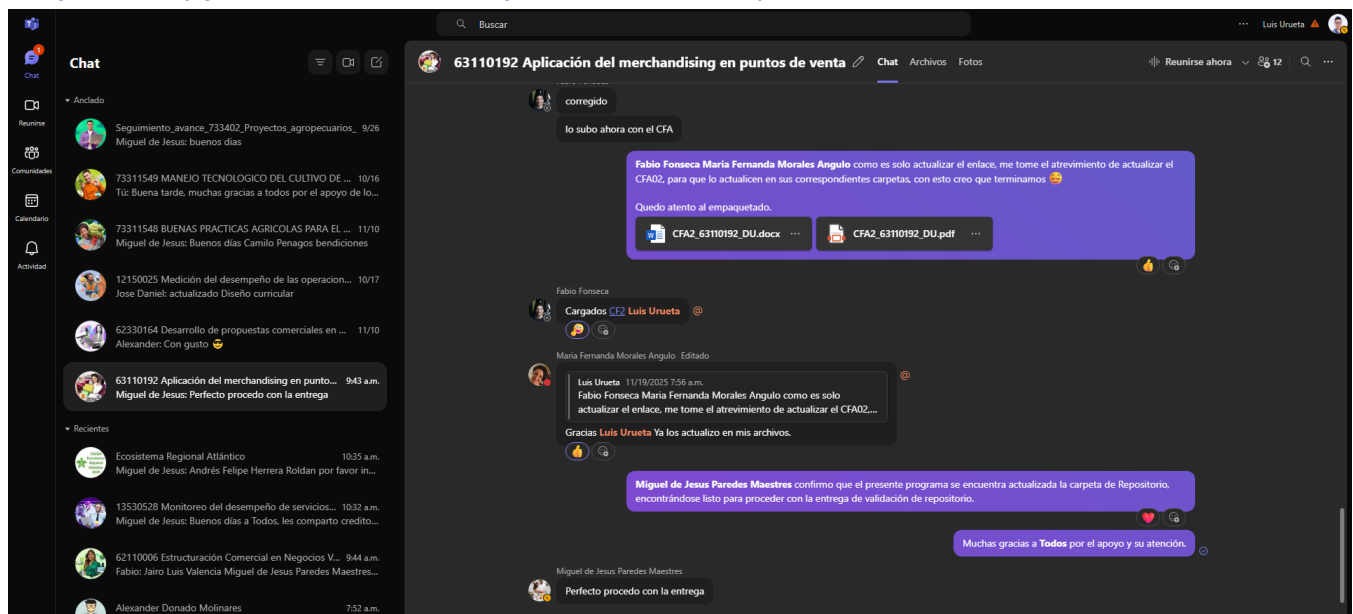 Buscar
Luis Urueta
1
Chat
Reunirse
Comunidades
Calendario
Actividad
Chat
Anclado
Seguimiento_avance_733402_Proyectos_agropecuarios_ 9/26
Miguel de Jesus: buenos dias
73311549 MANEJO TECNOLOGICO DEL CULTIVO DE ... 10/16
Tú: Buena tarde, muchas gracias a todos por el apoyo de lo...
73311548 BUENAS PRACTICAS AGRICOLAS PARA EL ... 11/10
Miguel de Jesus: Buenos días Camilo Penagos bendiciones
12150025 Medición del desempeño de las operacion... 10/17
Jose Daniel: actualizado Diseño curricular
62330164 Desarrollo de propuestas comerciales en ... 11/10
Alexander: Con gusto 😎
63110192 Aplicación del merchandising en punto... 9:43 a.m.
Miguel de Jesus: Perfecto procedo con la entrega
Recientes
Ecosistema Regional Atlántico 10:35 a.m.
Miguel de Jesus: Andrés Felipe Herrera Roldan por favor in...
13530528 Monitoreo del desempeño de servicios... 10:32 a.m.
Miguel de Jesus: Buenos días a Todos, les comparto credito...
62110006 Estructuración Comercial en Negocios V... 9:44 a.m.
Fabio: Jairo Luis Valencia Miguel de Jesus Paredes Maestres...
Alexander Donado Molinares 7:52 a.m.
63110192 Aplicación del merchandising en puntos de venta
Chat Archivos Fotos
Reunirse ahora 12
corregido
lo subo ahora con el CFA
Fabio Fonseca Maria Fernanda Morales Angulo como es solo actualizar el enlace, me tome el atrevimiento de actualizar el
CFA02, para que lo actualicen en sus correspondientes carpetas, con esto creo que terminamos 🥰
Quedo atento al empaquetado.
CFA2_63110192_DU.docx ...
CFA2_63110192_DU.pdf ...
Fabio Fonseca
Cargados CF2 Luis Urueta @
Maria Fernanda Morales Angulo Editado
@
Luis Urueta 11/19/2025 7:56 a.m.
Fabio Fonseca Maria Fernanda Morales Angulo como es solo
actualizar el enlace, me tome el atrevimiento de actualizar el CFA02,...
Gracias Luis Urueta Ya los actualizo en mis archivos.
Miguel de Jesus Paredes Maestres confirmo que el presente programa se encuentra actualizada la carpeta de Repositorio,
encontrándose listo para proceder con la entrega de validación de repositorio.
Muchas gracias a Todos por el apoyo y su atención.
Miguel de Jesus Paredes Maestres
Perfecto procedo con la entrega